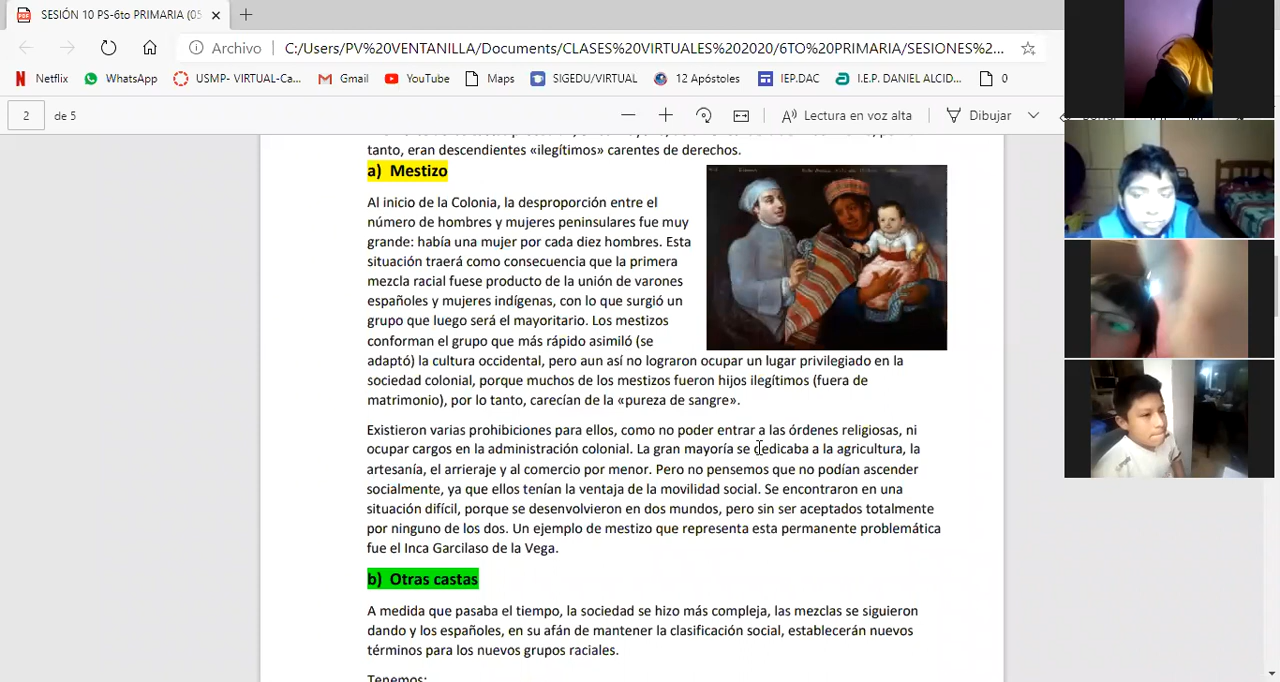 SESIÓN 10 PS-6to PRIMARIA (05
Archivo
C:/Users/PV%20VENTANILLA/Documents/CLASES%20VIRTUALES%202020/6TO%20PRIMARIA/SESIONES%2...
Netflix WhatsApp USMP- VIRTUAL-Ca... Gmail YouTube Maps SIGEDU/VIRTUAL 12 Apóstoles IEP.DAC I.E.P. DANIEL ALCID... 0
2 de 5 Lectura en voz alta Dibujar
tanto, eran descendientes «ilegítimos» carentes de derechos.
a) Mestizo
Al inicio de la Colonia, la desproporción entre el
número de hombres y mujeres peninsulares fue muy
grande: había una mujer por cada diez hombres. Esta
situación traerá como consecuencia que la primera
mezcla racial fuese producto de la unión de varones
españoles y mujeres indígenas, con lo que surgió un
grupo que luego será el mayoritario. Los mestizos
conforman el grupo que más rápido asimiló (se
adaptó) la cultura occidental, pero aun así no lograron ocupar un lugar privilegiado en la
sociedad colonial, porque muchos de los mestizos fueron hijos ilegítimos (fuera de
matrimonio), por lo tanto, carecían de la «pureza de sangre».
Existieron varias prohibiciones para ellos, como no poder entrar a las órdenes religiosas, ni
ocupar cargos en la administración colonial. La gran mayoría se dedicaba a la agricultura, la
artesanía, el arrieraje y al comercio por menor. Pero no pensemos que no podían ascender
socialmente, ya que ellos tenían la ventaja de la movilidad social. Se encontraron en una
situación difícil, porque se desenvolvieron en dos mundos, pero sin ser aceptados totalmente
por ninguno de los dos. Un ejemplo de mestizo que representa esta permanente problemática
fue el Inca Garcilaso de la Vega.
b) Otras castas
A medida que pasaba el tiempo, la sociedad se hizo más compleja, las mezclas se siguieron
dando y los españoles, en su afán de mantener la clasificación social, establecerán nuevos
términos para los nuevos grupos raciales.
Tenemos: